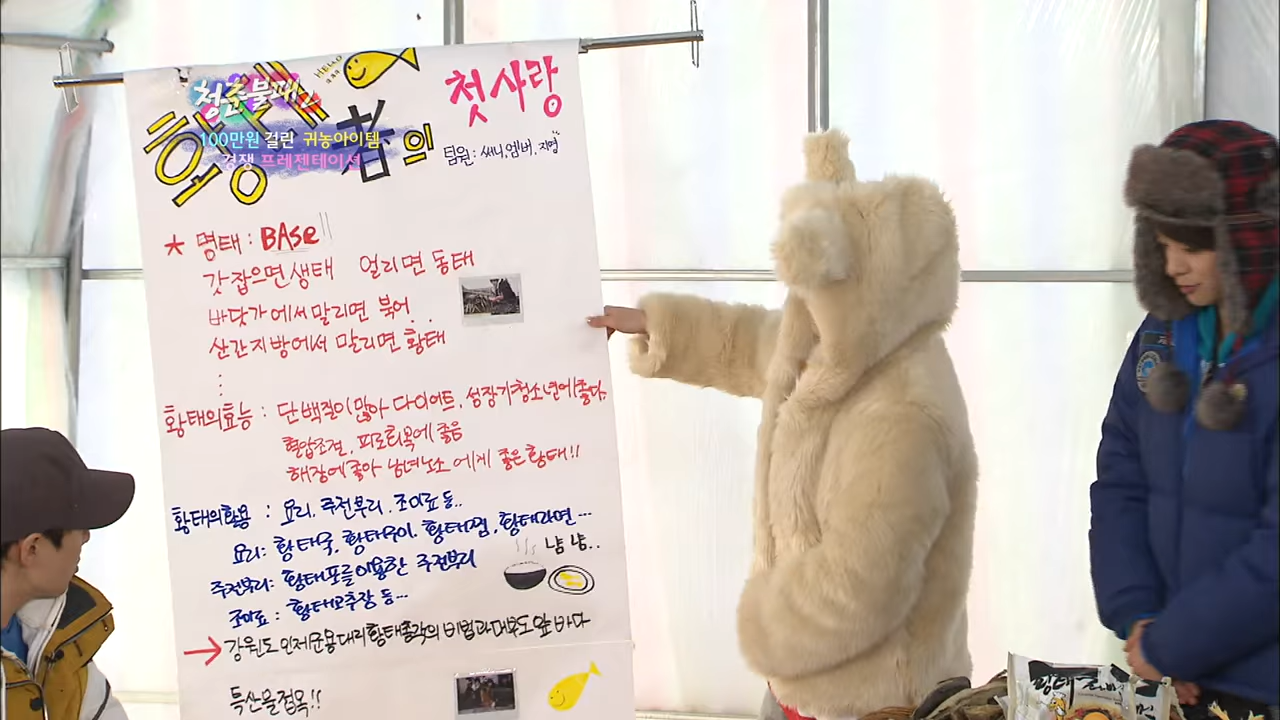 HELLO
청춘불패2
100만원 걸린 귀농아이템
경쟁 프레젠테이션
者의
첫사랑
팀원: 써니,엠버,지영
★ 명태 : BASe
갓 잡으면 생태 얼리면 동태
바닷가에서 말리면 북어
산간지방에서 말리면 황태
황태의효능 : 단백질이 많아 다이어트, 성장기청소년에좋다,
혈압조절, 피로회복에 좋음
해장에 좋아 남녀노소에게 좋은 황태!!
황태의활용 : 요리, 주전부리, 조미료 등..
요리: 황태국, 황태구이, 황태찜, 황태라면...
냠 냠..
주전부리: 황태포를이용한 주전부리
조미료 : 황태고추장 등...
→ 강원도 인제군용대리황태총각의 비법과대부도앞바다
특산물접목!!
황태